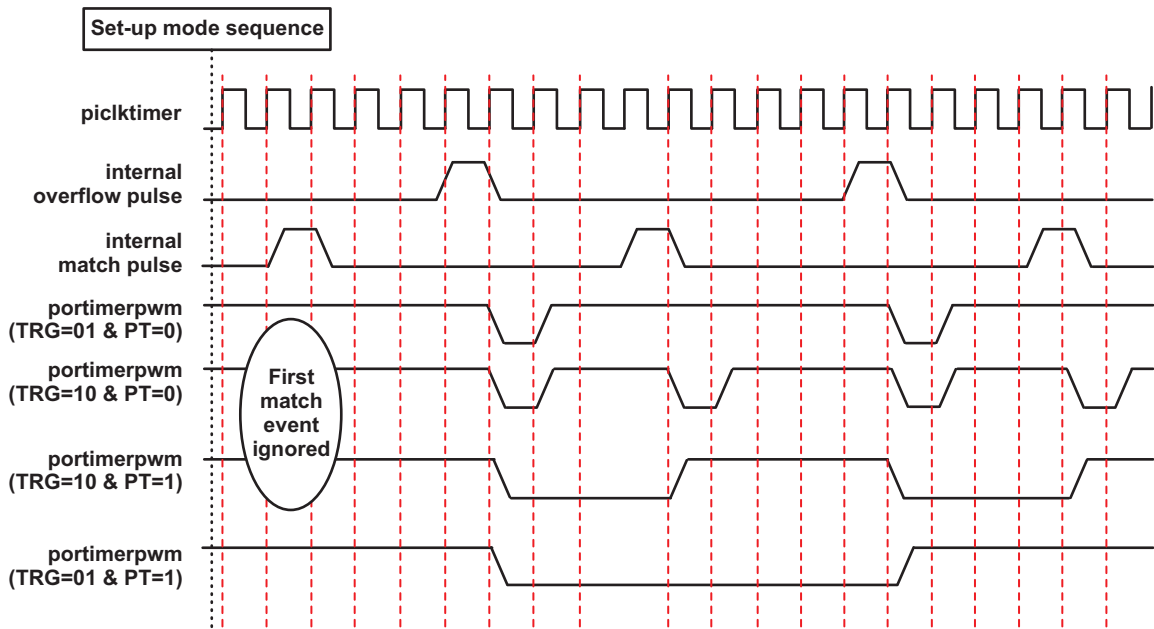 Set-up mode sequence
piclktimer
internal
overflow pulse
internal
match pulse
portimerpwm
(TRG=01 & PT=0)
portimerpwm
(TRG=10 & PT=0)
First
match
event
ignored
portimerpwm
(TRG=10 & PT=1)
portimerpwm
(TRG=01 & PT=1)